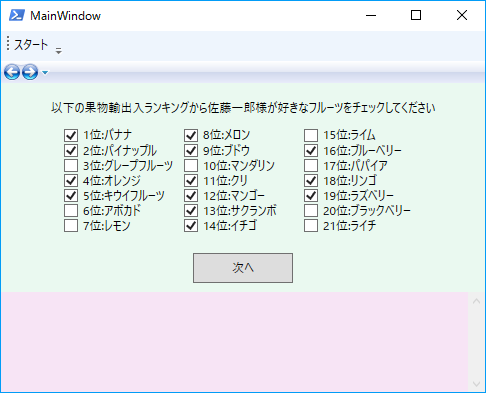 MainWindow
スタート
以下の果物輸出入ランキングから佐藤一郎様が好きなフルーツをチェックしてください
1位:バナナ 8位:メロン 15位:ライム
2位:パイナップル 9位:ブドウ 16位:ブルーベリー
3位:グレープフルーツ 10位:マンダリン 17位:パパイア
4位:オレンジ 11位:クリ 18位:リンゴ
5位:キウイフルーツ 12位:マンゴー 19位:ラズベリー
6位:アボカド 13位:サクランボ 20位:ブラックベリー
7位:レモン 14位:イチゴ 21位:ライチ
次へ